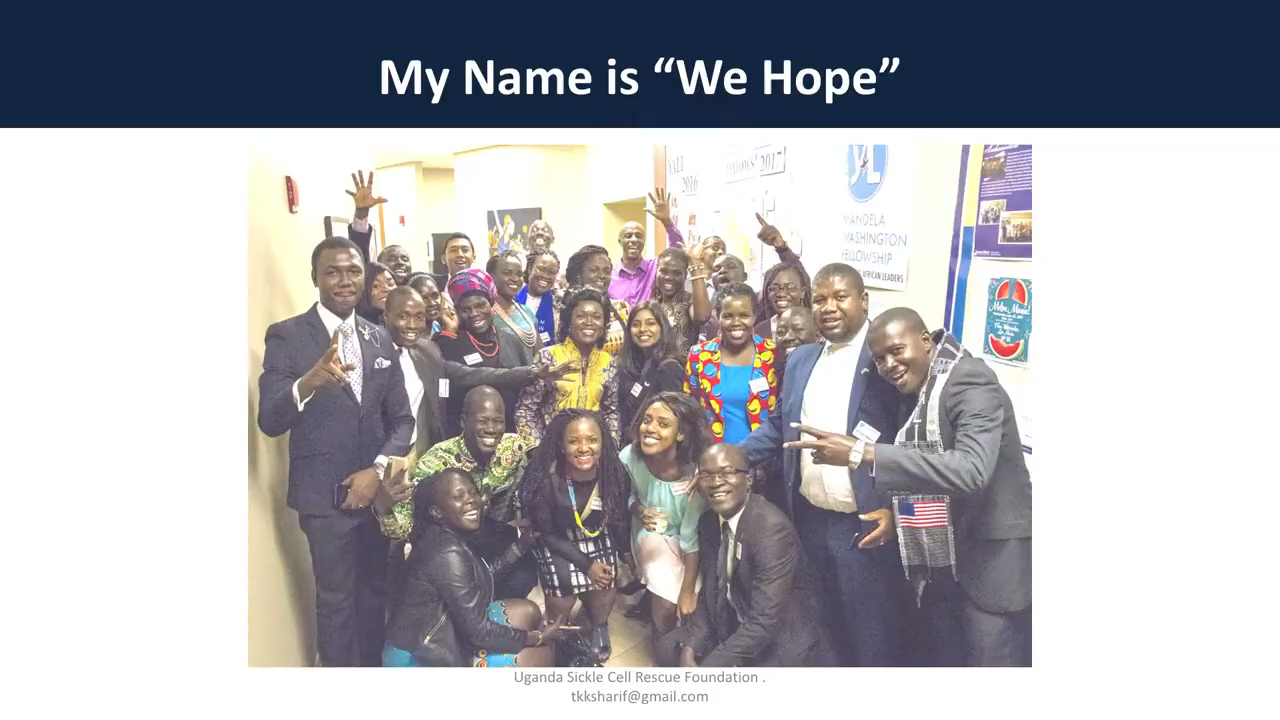 My Name is “We Hope”
YALI
2016
FELLOWS' 2017
MANDELA
WASHINGTON
FELLOWSHIP
AFRICAN LEADERS
Uganda Sickle Cell Rescue Foundation .
tkksharif@gmail.com